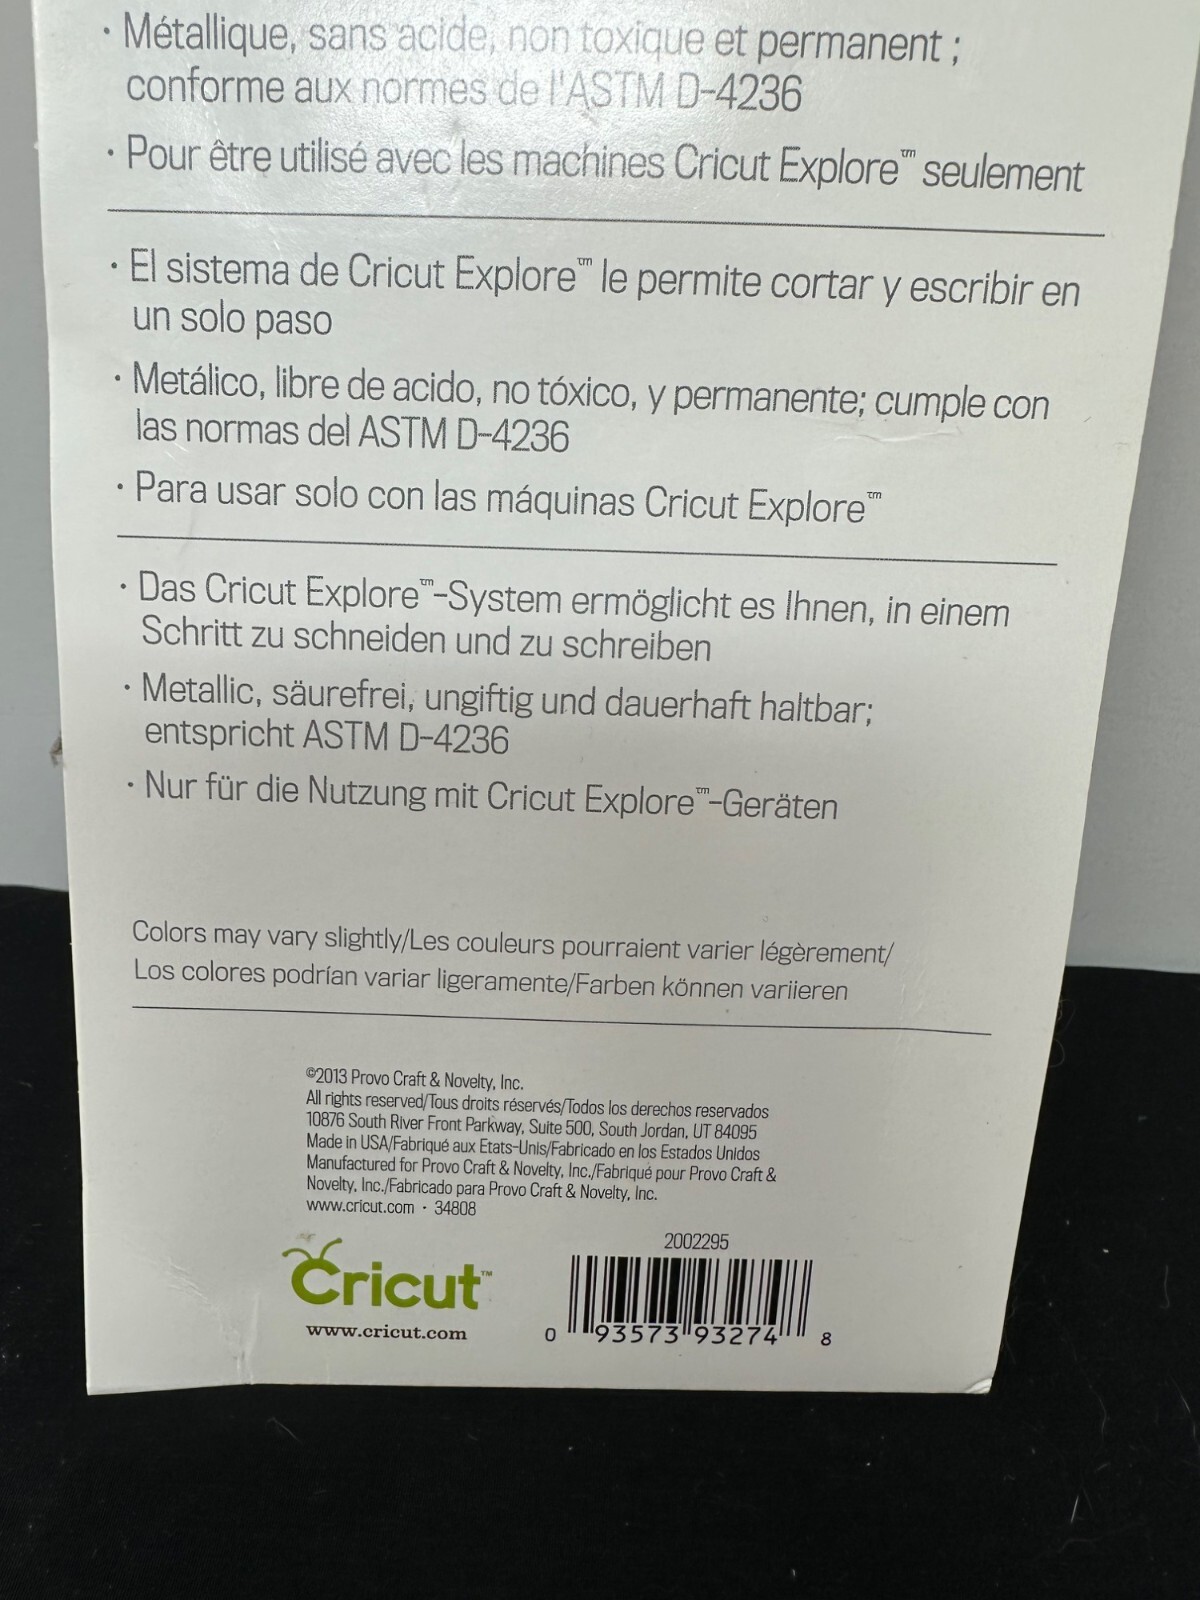 · Métallique, sans acide, non toxique et permanent ;
conforme aux normes de l'ASTM D-4236
· Pour être utilisé avec les machines Cricut Explore™ seulement
· El sistema de Cricut Explore™ le permite cortar y escribir en
un solo paso
· Metálico, libre de acido, no tóxico, y permanente; cumple con
las normas del ASTM D-4236
· Para usar solo con las máquinas Cricut Explore™
· Das Cricut Explore™-System ermöglicht es Ihnen, in einem
Schritt zu schneiden und zu schreiben
· Metallic, säurefrei, ungiftig und dauerhaft haltbar;
entspricht ASTM D-4236
· Nur für die Nutzung mit Cricut Explore™-Geräten
Colors may vary slightly/Les couleurs pourraient varier légèrement/
Los colores podrían variar ligeramente/Farben können variieren
©2013 Provo Craft & Novelty, Inc.
All rights reserved/Tous droits réservés/Todos los derechos reservados
10876 South River Front Parkway, Suite 500, South Jordan, UT 84095
Made in USA/Fabriqué aux Etats-Unis/Fabricado en los Estados Unidos
Manufactured for Provo Craft & Novelty, Inc./Fabriqué pour Provo Craft &
Novelty, Inc./Fabricado para Provo Craft & Novelty, Inc.
www.cricut.com · 34808
2002295
Cricut™
www.cricut.com
0 93573 93274 8